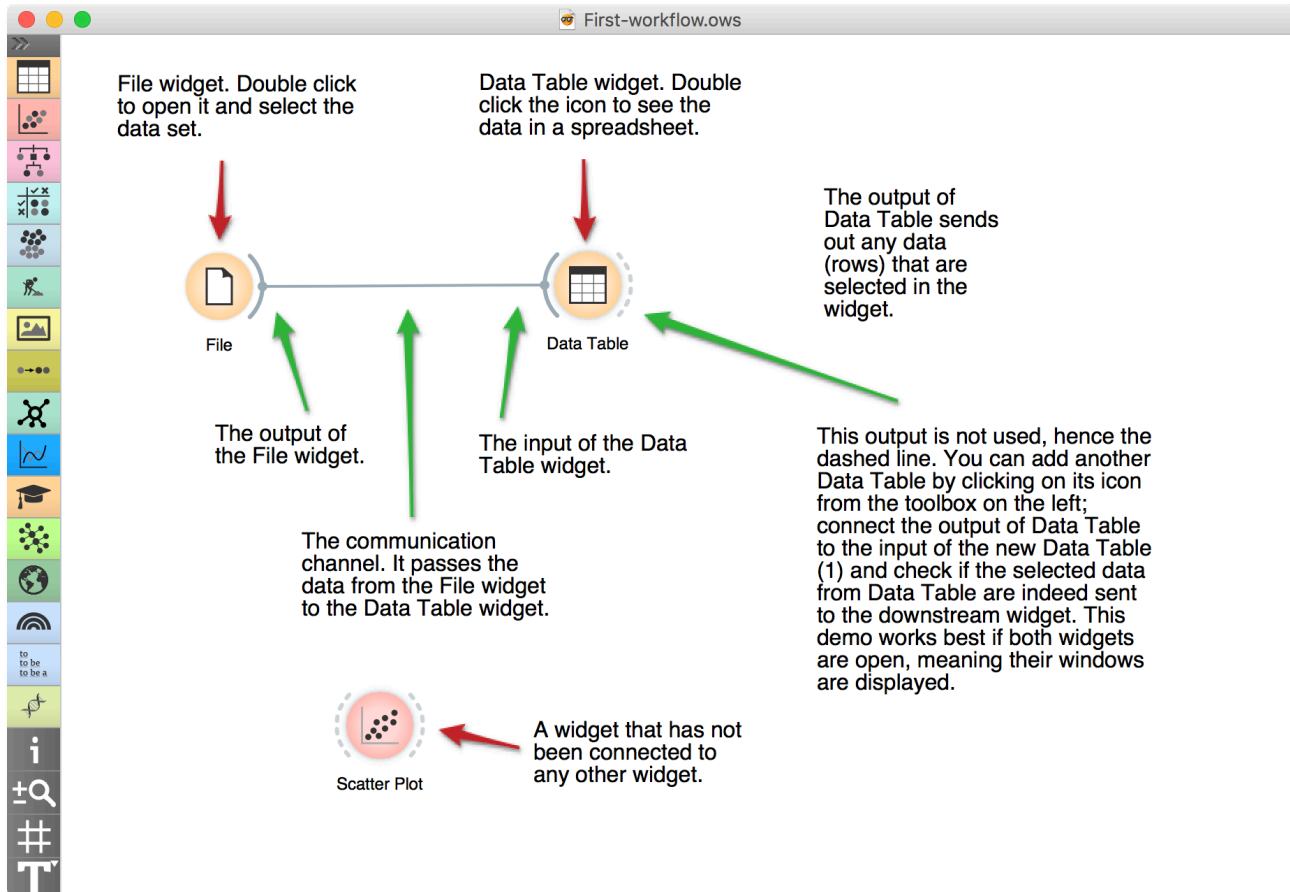 First-workflow.ows
File widget. Double click
to open it and select the
data set.
Data Table widget. Double
click the icon to see the
data in a spreadsheet.
The output of
Data Table sends
out any data
(rows) that are
selected in the
widget.
File
Data Table
The output of
the File widget.
The input of the Data
Table widget.
This output is not used, hence the
dashed line. You can add another
Data Table by clicking on its icon
from the toolbox on the left;
connect the output of Data Table
to the input of the new Data Table
(1) and check if the selected data
from Data Table are indeed sent
to the downstream widget. This
demo works best if both widgets
are open, meaning their windows
are displayed.
The communication
channel. It passes the
data from the File widget
to the Data Table widget.
to
to be
to be a
A widget that has not
been connected to
any other widget.
Scatter Plot
i
T